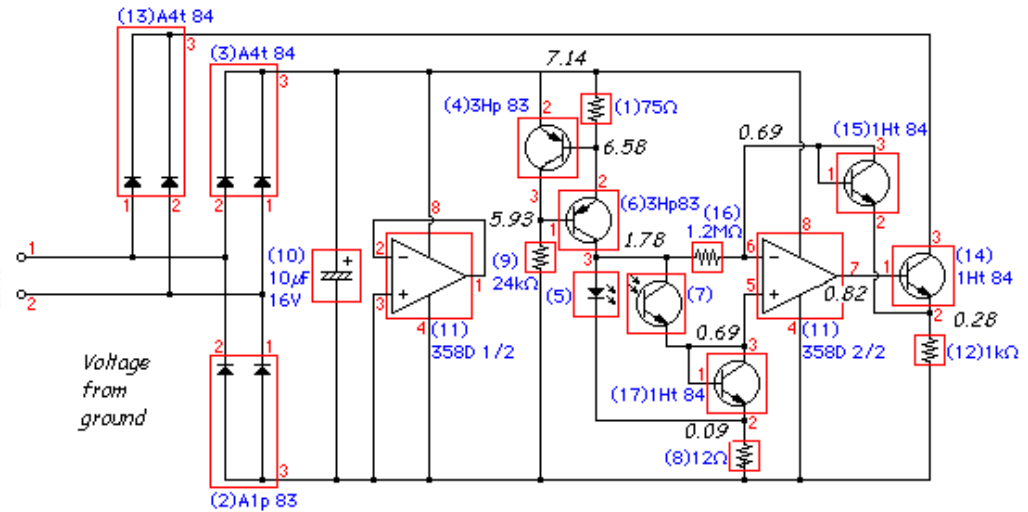 (13)A4t 84
3
(3)A4t 84
3
7.14
(4)3Hp 83
2
(1)75Ω
(15)1Ht 84
0.69
3
1
6.58
1
2
2
1
3
2
(6)3Hp83
2
8
5.93
1
(16)
1.2MΩ
8
3
1
1.78
2
(10)
10µF
16V
+
−
+
3
1
(9)
24kΩ
3
6
−
+
5
7
1
(14)
1Ht 84
(5)
(7)
0.82
2
4
(11)
358D 1/2
0.69
3
4
(11)
358D 2/2
2
0.28
2
1
1
(12)1kΩ
Voltage
from
ground
(17)1Ht 84
2
0.09
(8)12Ω
3
(2)A1p 83